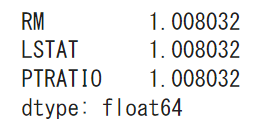 RM 1.008032
LSTAT 1.008032
PTRATIO 1.008032
dtype: float64